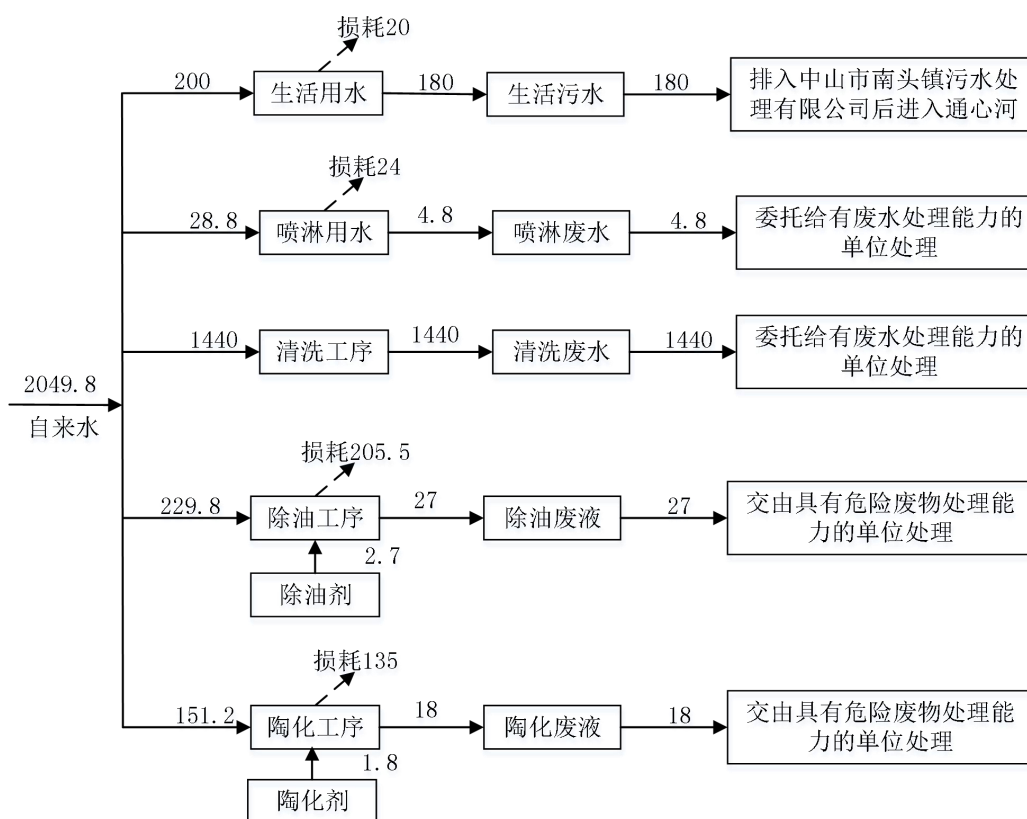 损耗20
200
生活用水
180
生活污水
180
排入中山市南头镇污水处
理有限公司后进入通心河
损耗24
28.8
喷淋用水
4.8
喷淋废水
4.8
委托给有废水处理能力的
单位处理
1440
清洗工序
1440
清洗废水
1440
委托给有废水处理能力的
单位处理
2049.8
自来水
损耗205.5
229.8
除油工序
27
除油废液
27
交由具有危险废物处理能
力的单位处理
2.7
除油剂
损耗135
151.2
陶化工序
18
陶化废液
18
交由具有危险废物处理能
力的单位处理
1.8
陶化剂